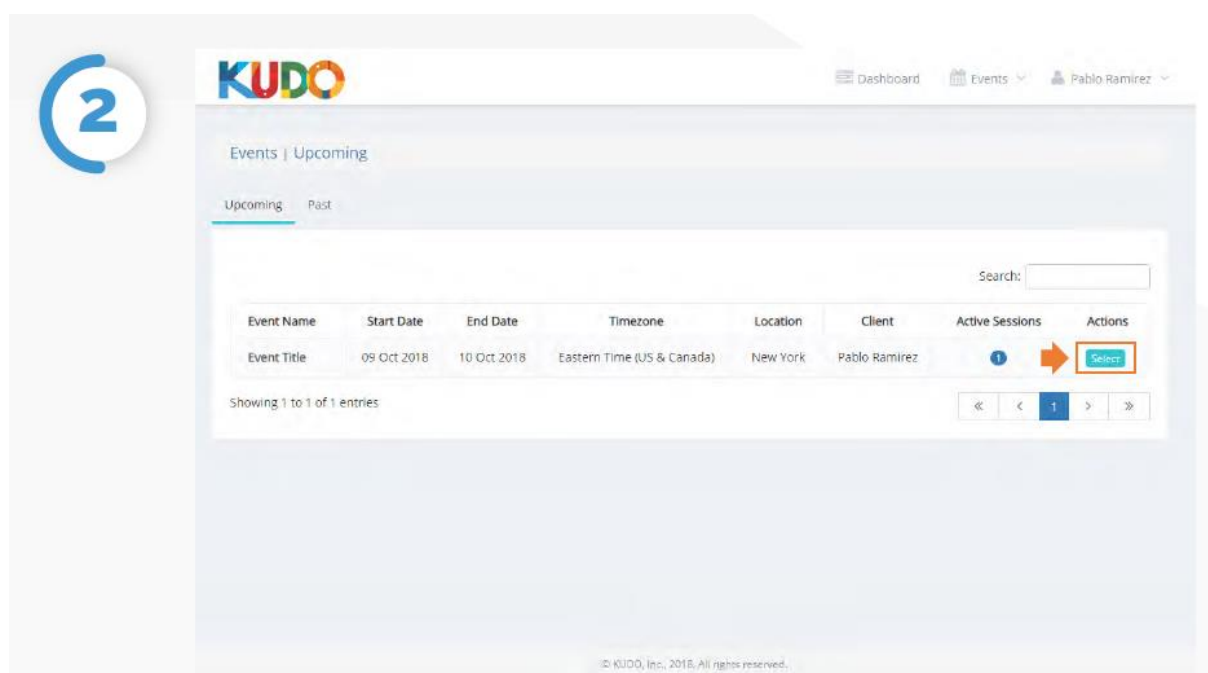 2
KUDO
Dashboard Events Pablo Ramirez
Events | Upcoming
Upcoming Past
Search:
Event Name Start Date End Date Timezone Location Client Active Sessions Actions
Event Title 09 Oct 2018 10 Oct 2018 Eastern Time (US & Canada) New York Pablo Ramirez 1 Select
Showing 1 to 1 of 1 entries
« < 1 > »
© KUDO, Inc., 2018. All rights reserved.